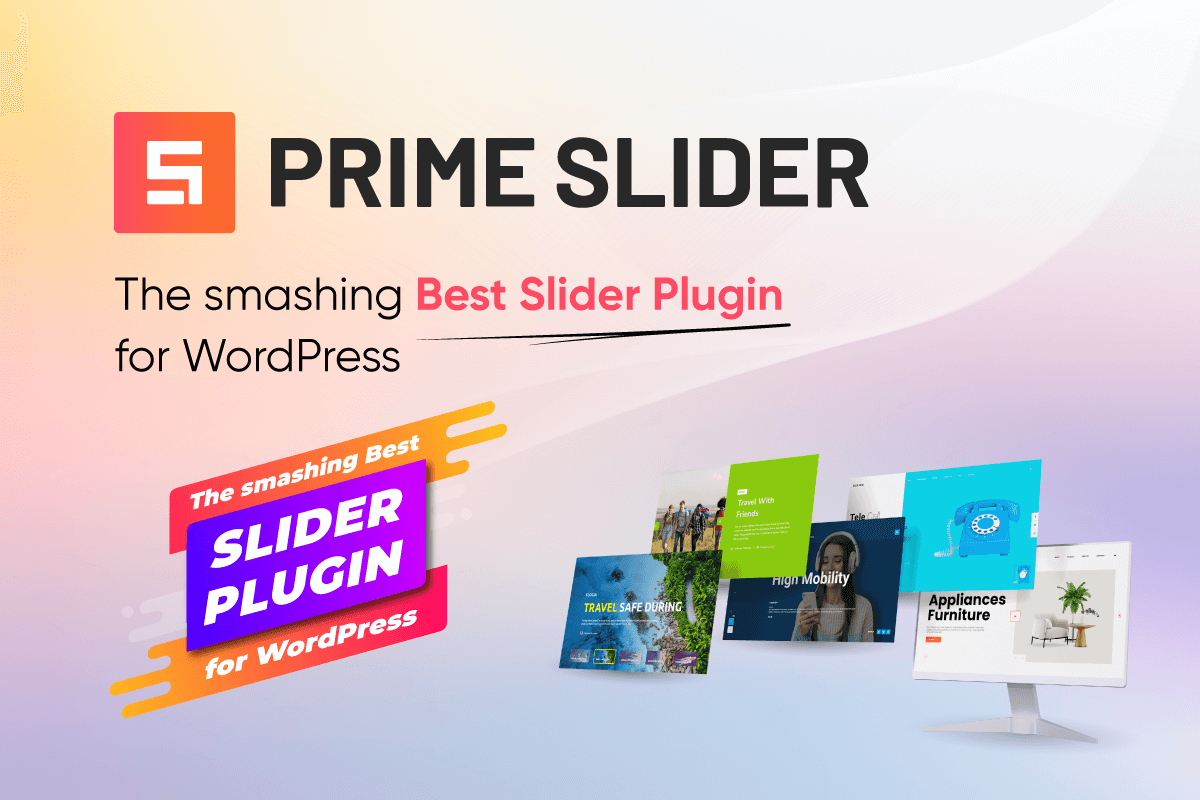 PRIME SLIDER
The smashing Best Slider Plugin
for WordPress
The smashing Best
SLIDER
PLUGIN
for WordPress
Travel With
Friends
TRAVEL SAFE DURING
High Mobility
Appliances
Furniture